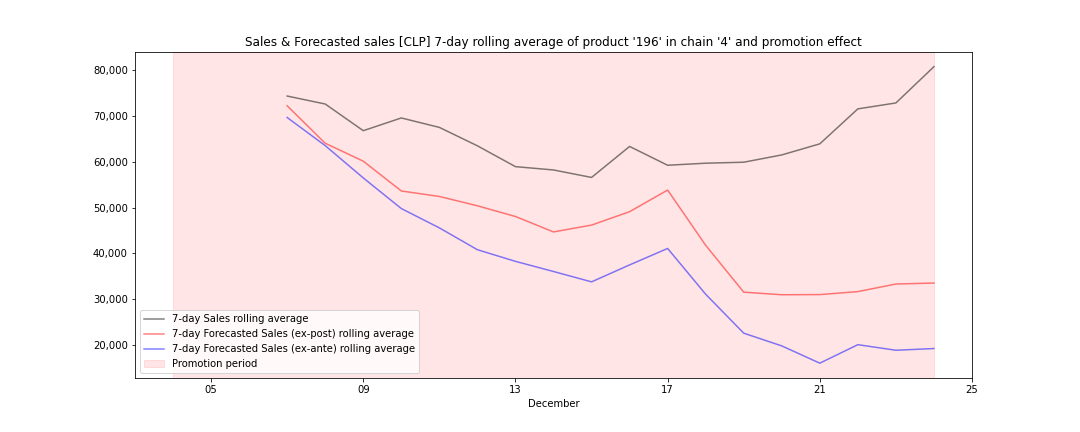 Sales & Forecasted sales [CLP] 7-day rolling average of product '196' in chain '4' and promotion effect
80,000
70,000
60,000
50,000
40,000
30,000
20,000
7-day Sales rolling average
7-day Forecasted Sales (ex-post) rolling average
7-day Forecasted Sales (ex-ante) rolling average
Promotion period
05 09 13 17 21 25
December